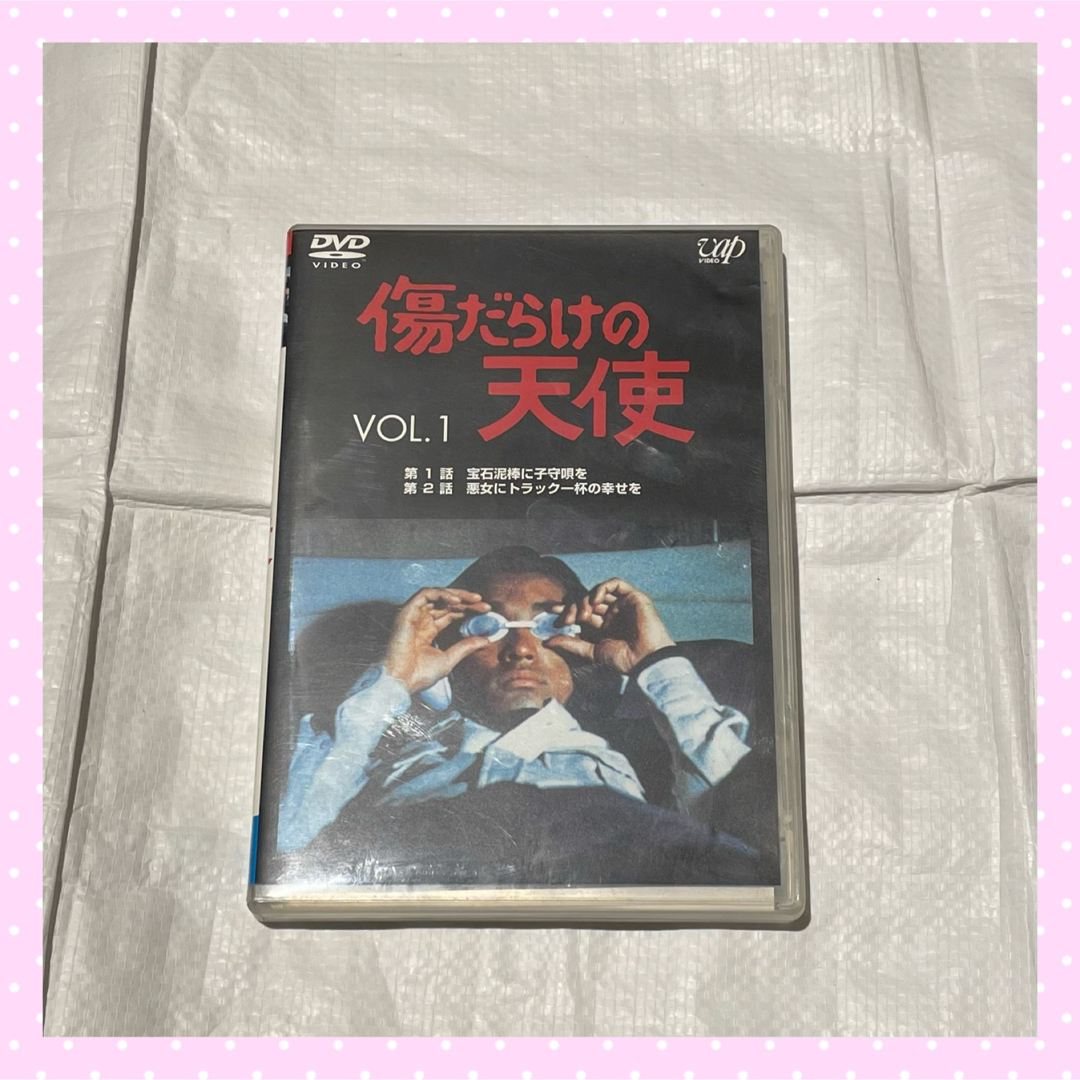 DVD
VIDEO
vap
VIDEO
傷だらけの
天使
VOL.1
第1話 宝石泥棒に子守唄を
第2話 悪女にトラック一杯の幸せを